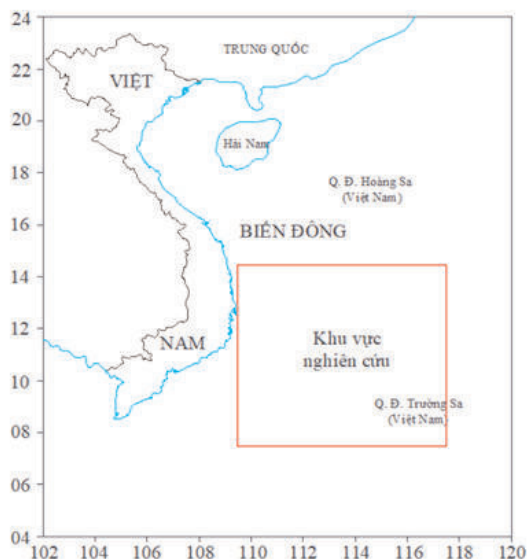 24
22
20
18
16
14
12
10
08
06
04
TRUNG QUỐC
VIỆT
Hải Nam
Q. Đ. Hoàng Sa
(Việt Nam)
BIỂN ĐÔNG
NAM
Khu vực
nghiên cứu
Q. Đ. Trường Sa
(Việt Nam)
102 104 106 108 110 112 114 116 118 120